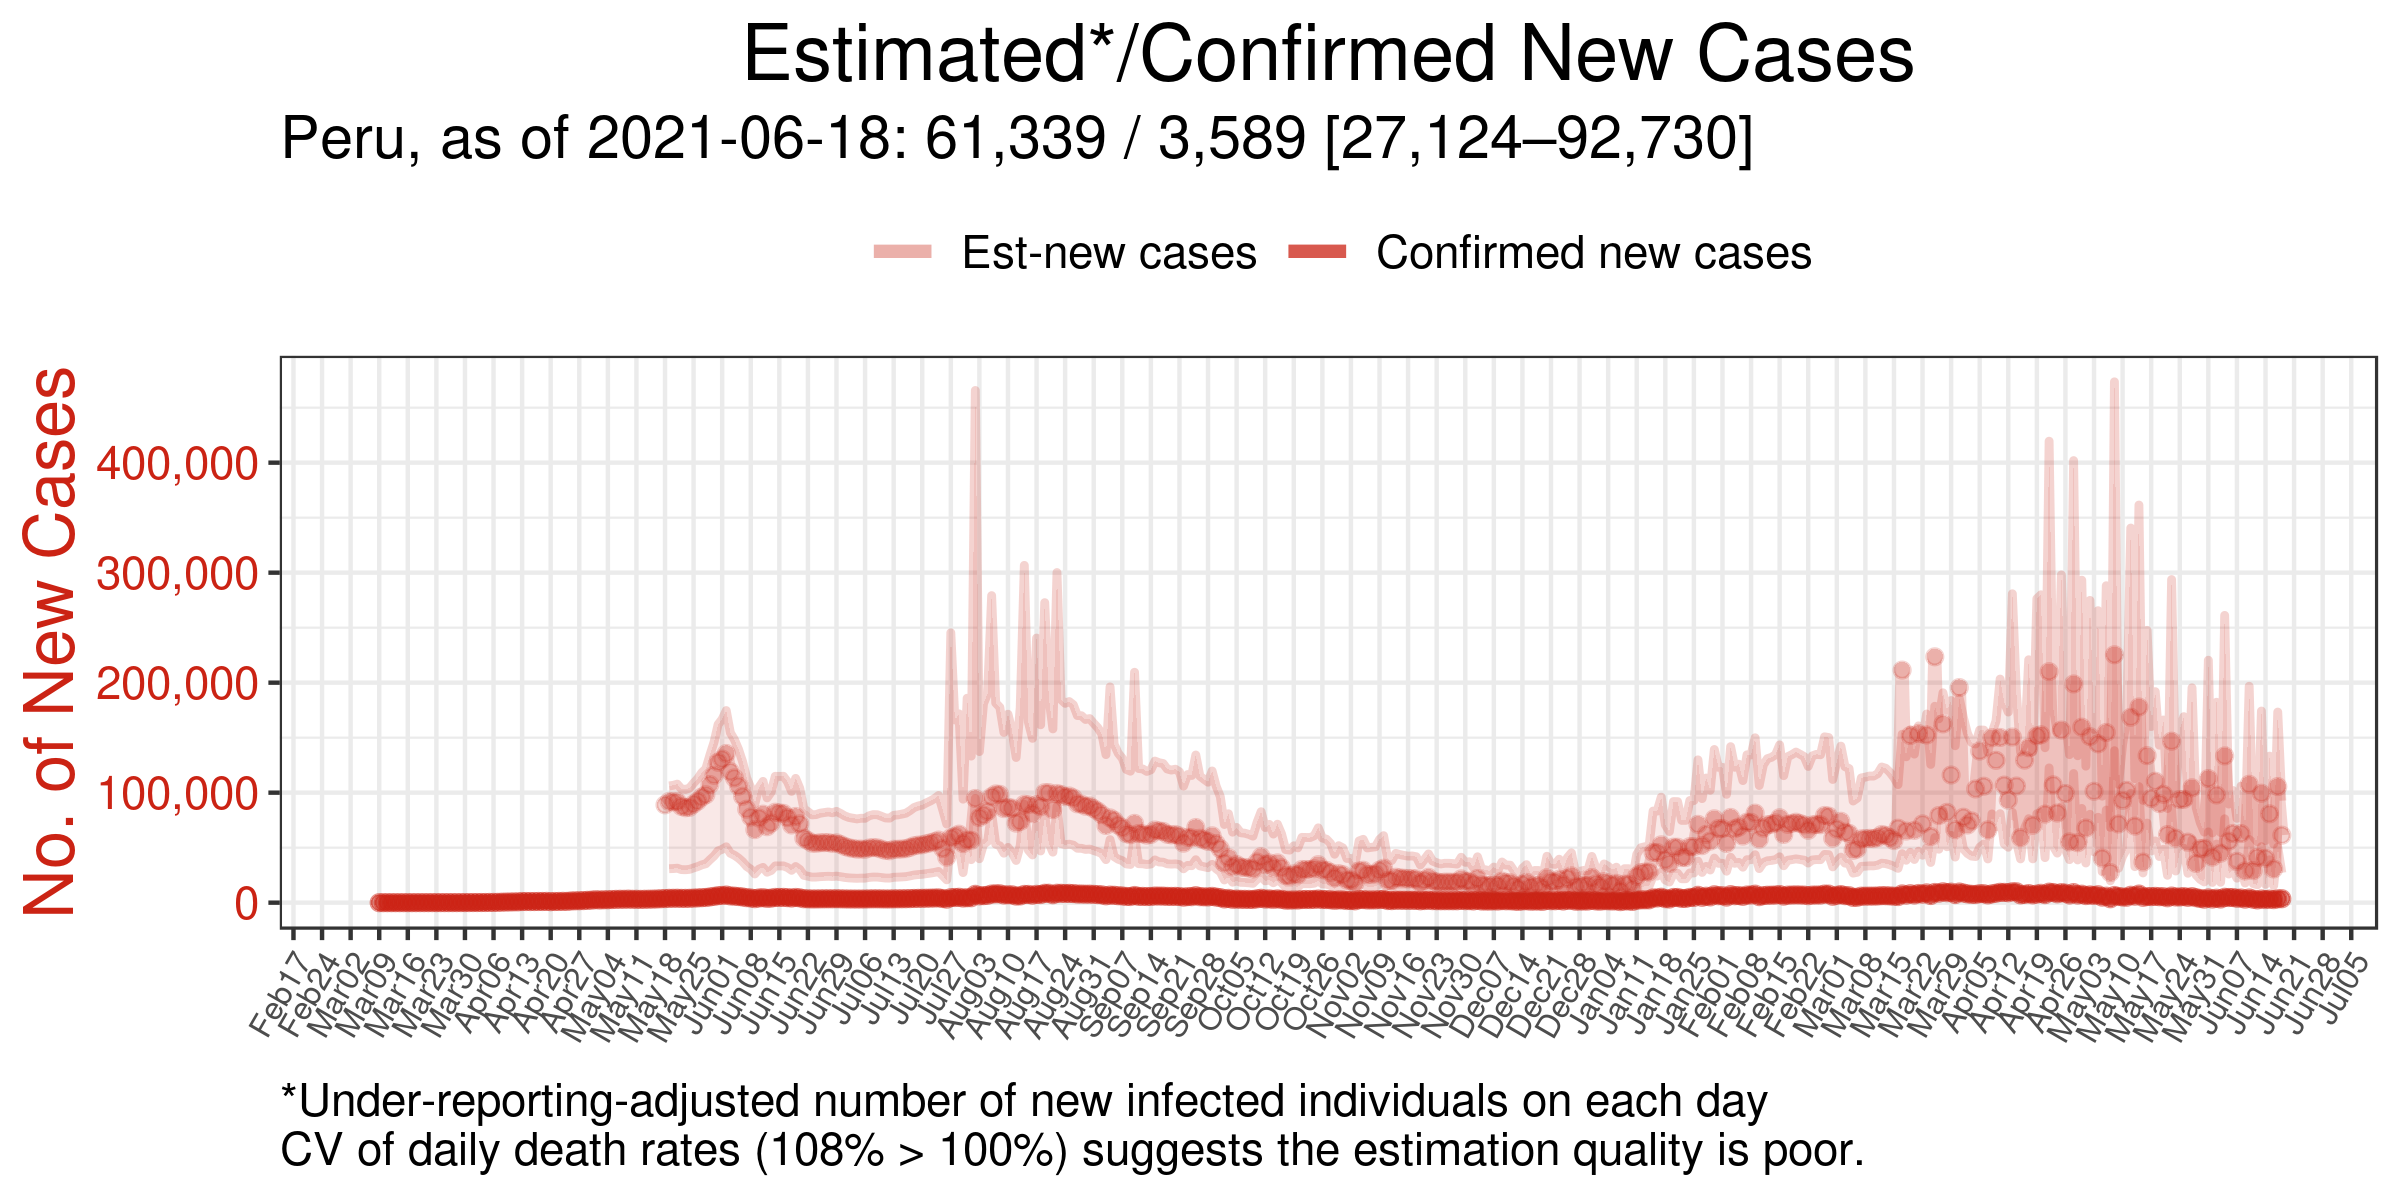 Estimated*/Confirmed New Cases
Peru, as of 2021-06-18: 61,339 / 3,589 [27,124–92,730]
Est-new cases
Confirmed new cases
No. of New Cases
400,000
300,000
200,000
100,000
0
Feb17
Feb24
Mar02
Mar09
Mar16
Mar23
Mar30
Apr06
Apr13
Apr20
Apr27
May04
May11
May18
May25
Jun01
Jun08
Jun15
Jun22
Jun29
Jul06
Jul13
Jul20
Jul27
Aug03
Aug10
Aug17
Aug24
Aug31
Sep07
Sep14
Sep21
Sep28
Oct05
Oct12
Oct19
Oct26
Nov02
Nov09
Nov16
Nov23
Nov30
Dec07
Dec14
Dec21
Dec28
Jan04
Jan11
Jan18
Jan25
Feb01
Feb08
Feb15
Feb22
Mar01
Mar08
Mar15
Mar22
Mar29
Apr05
Apr12
Apr19
Apr26
May03
May10
May17
May24
May31
Jun07
Jun14
Jun21
Jun28
Jul05
*Under-reporting-adjusted number of new infected individuals on each day
CV of daily death rates (108% > 100%) suggests the estimation quality is poor.